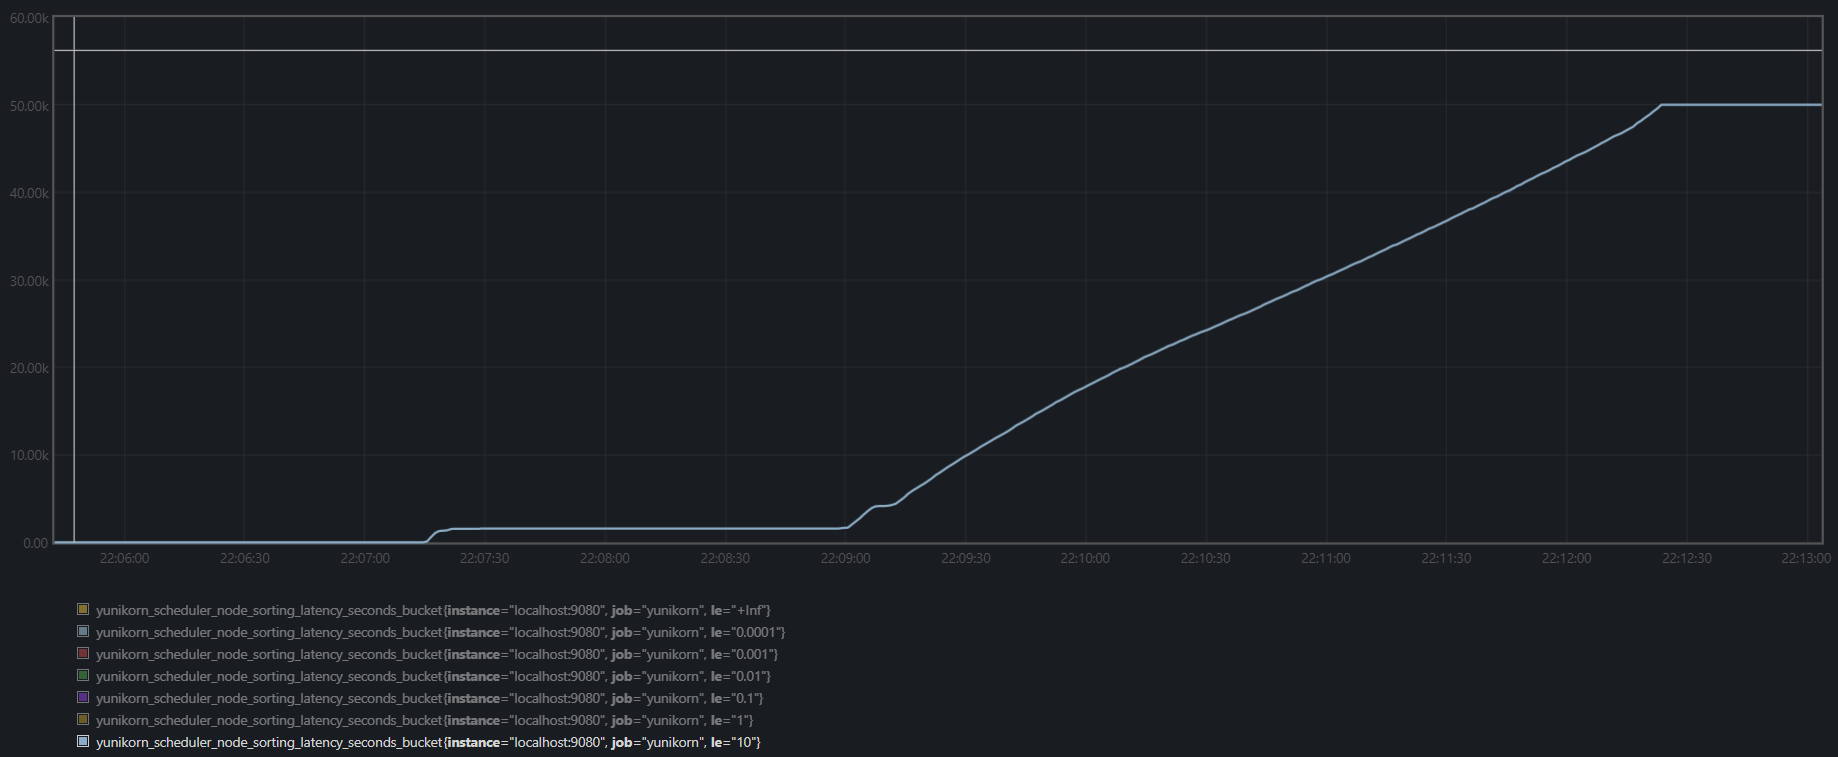 60.00k
50.00k
40.00k
30.00k
20.00k
10.00k
0.00
22:06:00 22:06:30 22:07:00 22:07:30 22:08:00 22:08:30 22:09:00 22:09:30 22:10:00 22:10:30 22:11:00 22:11:30 22:12:00 22:12:30 22:13:00
yunikorn_scheduler_node_sorting_latency_seconds_bucket{instance="localhost:9080", job="yunikorn", le="+Inf"}
yunikorn_scheduler_node_sorting_latency_seconds_bucket{instance="localhost:9080", job="yunikorn", le="0.0001"}
yunikorn_scheduler_node_sorting_latency_seconds_bucket{instance="localhost:9080", job="yunikorn", le="0.001"}
yunikorn_scheduler_node_sorting_latency_seconds_bucket{instance="localhost:9080", job="yunikorn", le="0.01"}
yunikorn_scheduler_node_sorting_latency_seconds_bucket{instance="localhost:9080", job="yunikorn", le="0.1"}
yunikorn_scheduler_node_sorting_latency_seconds_bucket{instance="localhost:9080", job="yunikorn", le="1"}
yunikorn_scheduler_node_sorting_latency_seconds_bucket{instance="localhost:9080", job="yunikorn", le="10"}